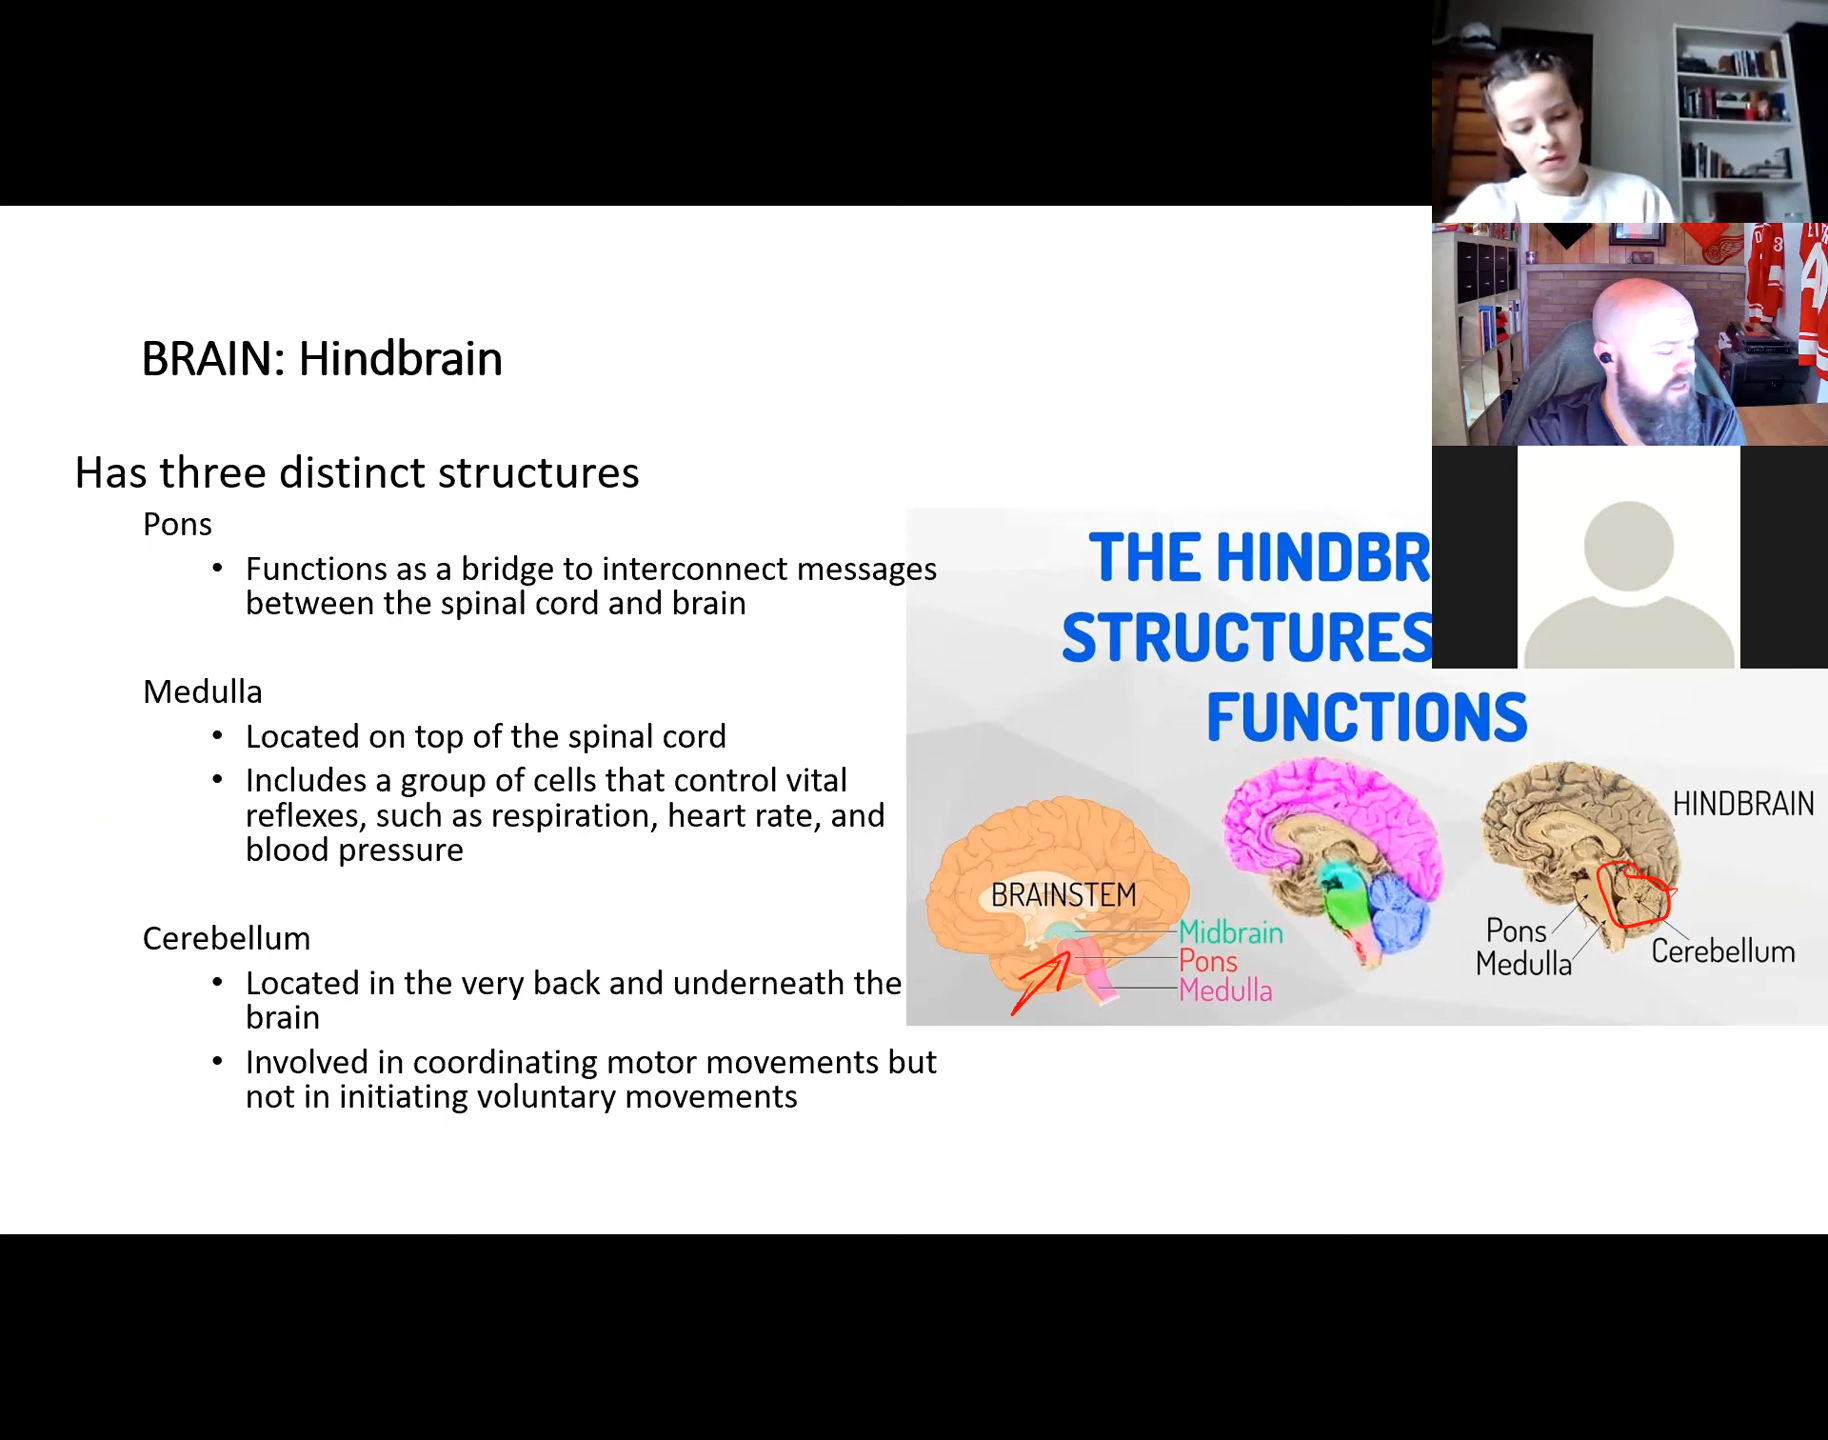 BRAIN: Hindbrain
Has three distinct structures
Pons
• Functions as a bridge to interconnect messages
between the spinal cord and brain
Medulla
• Located on top of the spinal cord
• Includes a group of cells that control vital
reflexes, such as respiration, heart rate, and
blood pressure
Cerebellum
• Located in the very back and underneath the
brain
• Involved in coordinating motor movements but
not in initiating voluntary movements
THE HINDBR
STRUCTURES
FUNCTIONS
BRAINSTEM
Midbrain
Pons
Medulla
HINDBRAIN
Pons
Medulla
Cerebellum